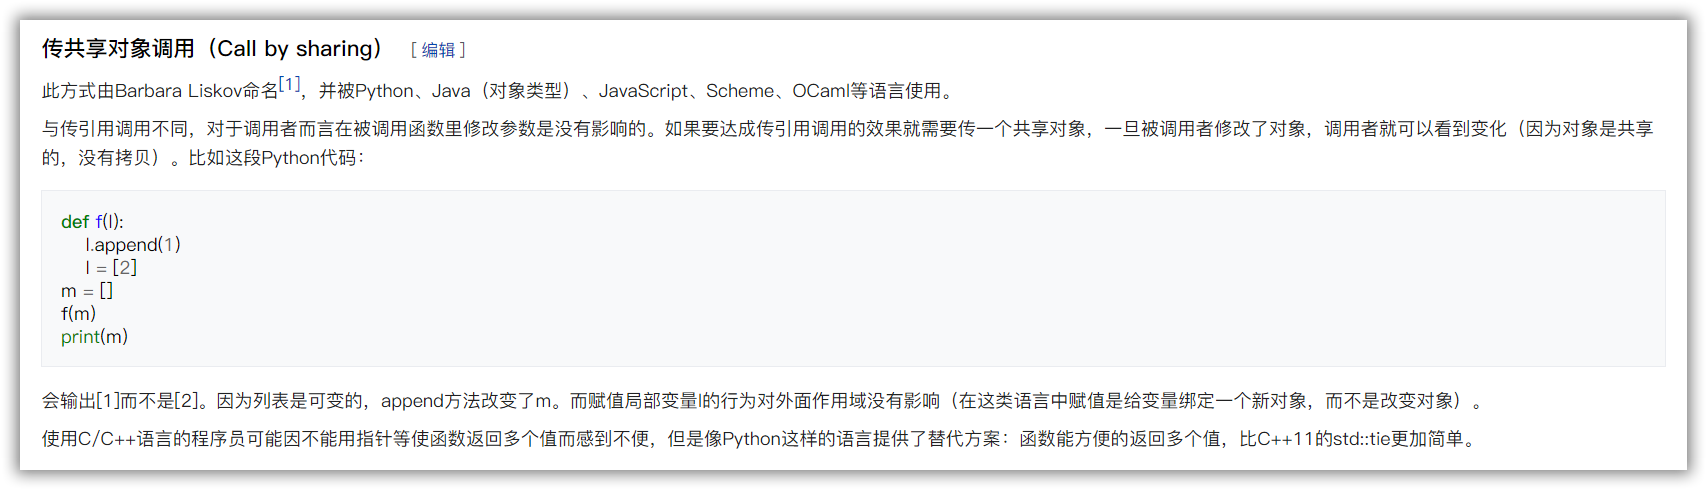 传共享对象调用（Call by sharing） [ 编辑 ]
此方式由Barbara Liskov命名[1]，并被Python、Java（对象类型）、JavaScript、Scheme、OCaml等语言使用。
与传引用调用不同，对于调用者而言在被调用函数里修改参数是没有影响的。如果要达成传引用调用的效果就需要传一个共享对象，一旦被调用者修改了对象，调用者就可以看到变化（因为对象是共享
的，没有拷贝）。比如这段Python代码：
def f(l):
    l.append(1)
    l = [2]
m = []
f(m)
print(m)
会输出[1]而不是[2]。因为列表是可变的，append方法改变了m。而赋值局部变量l的行为对外面作用域没有影响（在这类语言中赋值是给变量绑定一个新对象，而不是改变对象）。
使用C/C++语言的程序员可能因不能用指针等使函数返回多个值而感到不便，但是像Python这样的语言提供了替代方案：函数能方便的返回多个值，比C++11的std::tie更加简单。